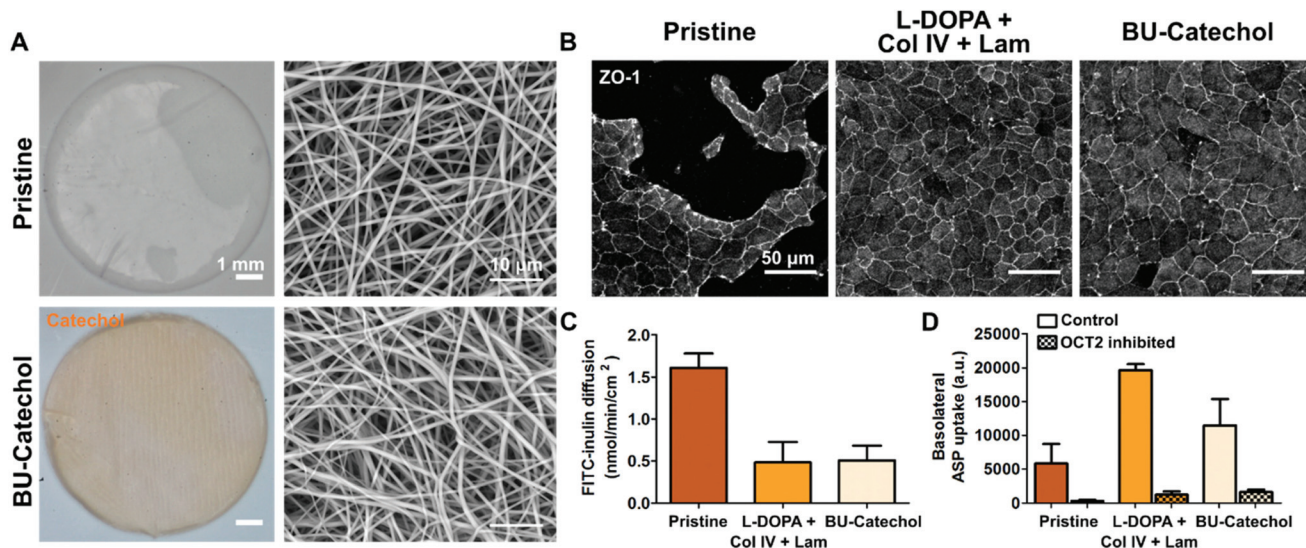 A
Pristine
1 mm
10 µm
BU-Catechol
Catechol
B
Pristine
L-DOPA +
Col IV + Lam
BU-Catechol
ZO-1
50 µm
C
FITC-inulin diffusion
(nmol/min/cm²)
2.0
1.5
1.0
0.5
0.0
Pristine
L-DOPA +
Col IV + Lam
BU-Catechol
D
Control
OCT2 inhibited
Basolateral
ASP uptake (a.u.)
25000
20000
15000
10000
5000
0
Pristine
L-DOPA +
Col IV + Lam
BU-Catechol